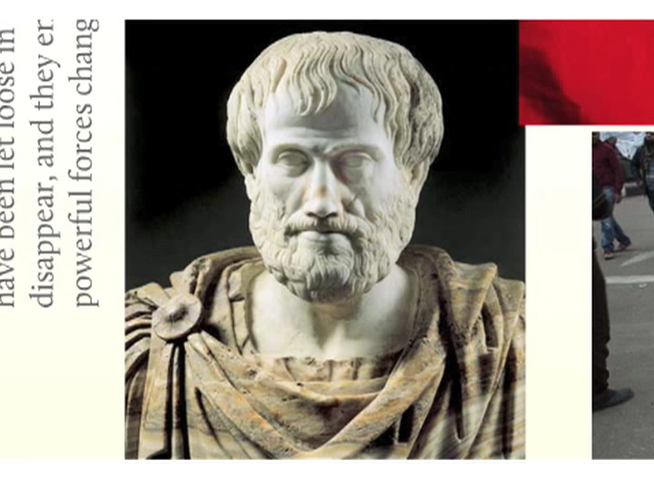 have been let loose in
disappear, and they er
powerful forces chang